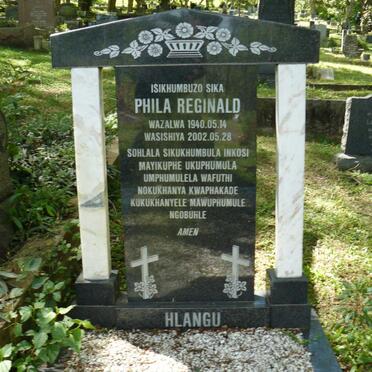 ISIKHUMBUZO SIKA
PHILA REGINALD
WAZALWA 1940.05.14
WASISHIYA 2002.05.28
SOHLALA SIKUKHUMBULA INKOSI
MAYIKUPHE UKUPHUMULA
UMPHUMULELA WAFUTHI
NOKUKHANYA KWAPHAKADE
KUKUKHANYELE MAWUPHUMULE
NGOBUHLE
AMEN
HLANGU